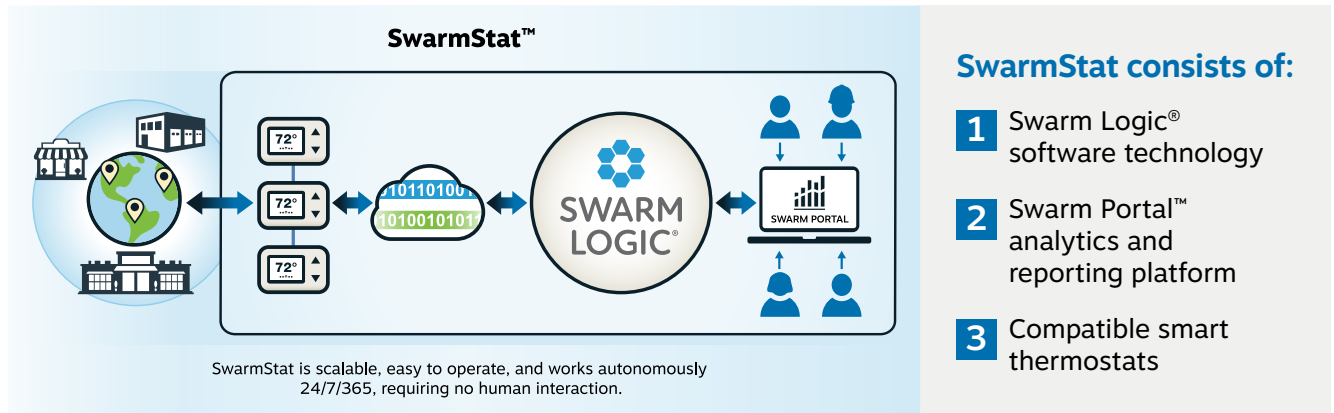 SwarmStat™
72°
72°
72°
10110100
10100101011
SWARM
LOGIC®
SWARM PORTAL
SwarmStat is scalable, easy to operate, and works autonomously
24/7/365, requiring no human interaction.
SwarmStat consists of:
1 Swarm Logic®
software technology
2 Swarm Portal™
analytics and
reporting platform
3 Compatible smart
thermostats